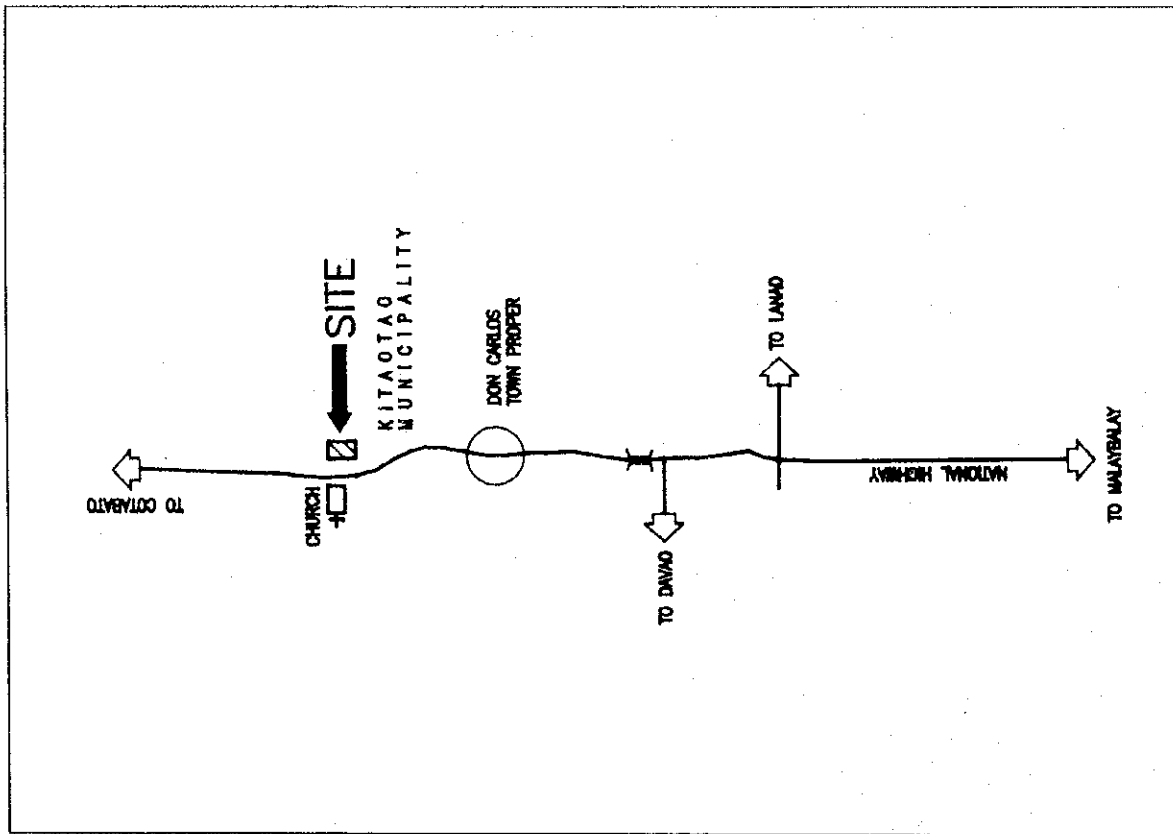 TO COTABATO
CHURCH
SITE
KITAOTAO
MUNICIPALITY
DON CARLOS
TOWN PROPER
TO DAVAO
TO LANAO
NATIONAL HIGHWAY
TO MALAYBALAY